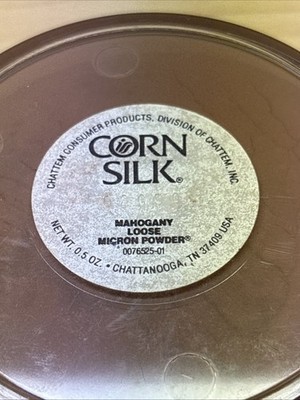 CHATTEM CONSUMER PRODUCTS, DIVISION OF CHATTEM, INC
CORN
SILK®
MAHOGANY
LOOSE
MICRON POWDER®
0076525-01
NET WT. 0.5 OZ. • CHATTANOOGA, TN 37409 USA